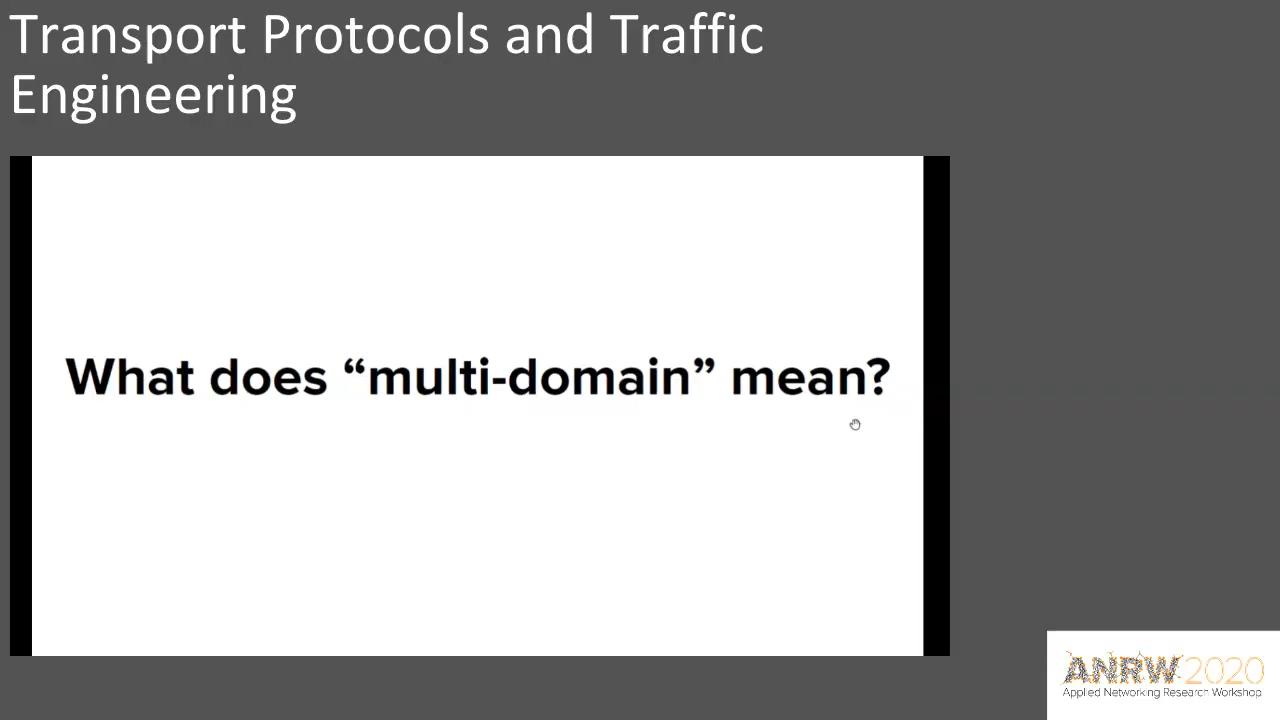 Transport Protocols and Traffic
Engineering
What does “multi-domain” mean?
ANRW2020
Applied Networking Research Workshop